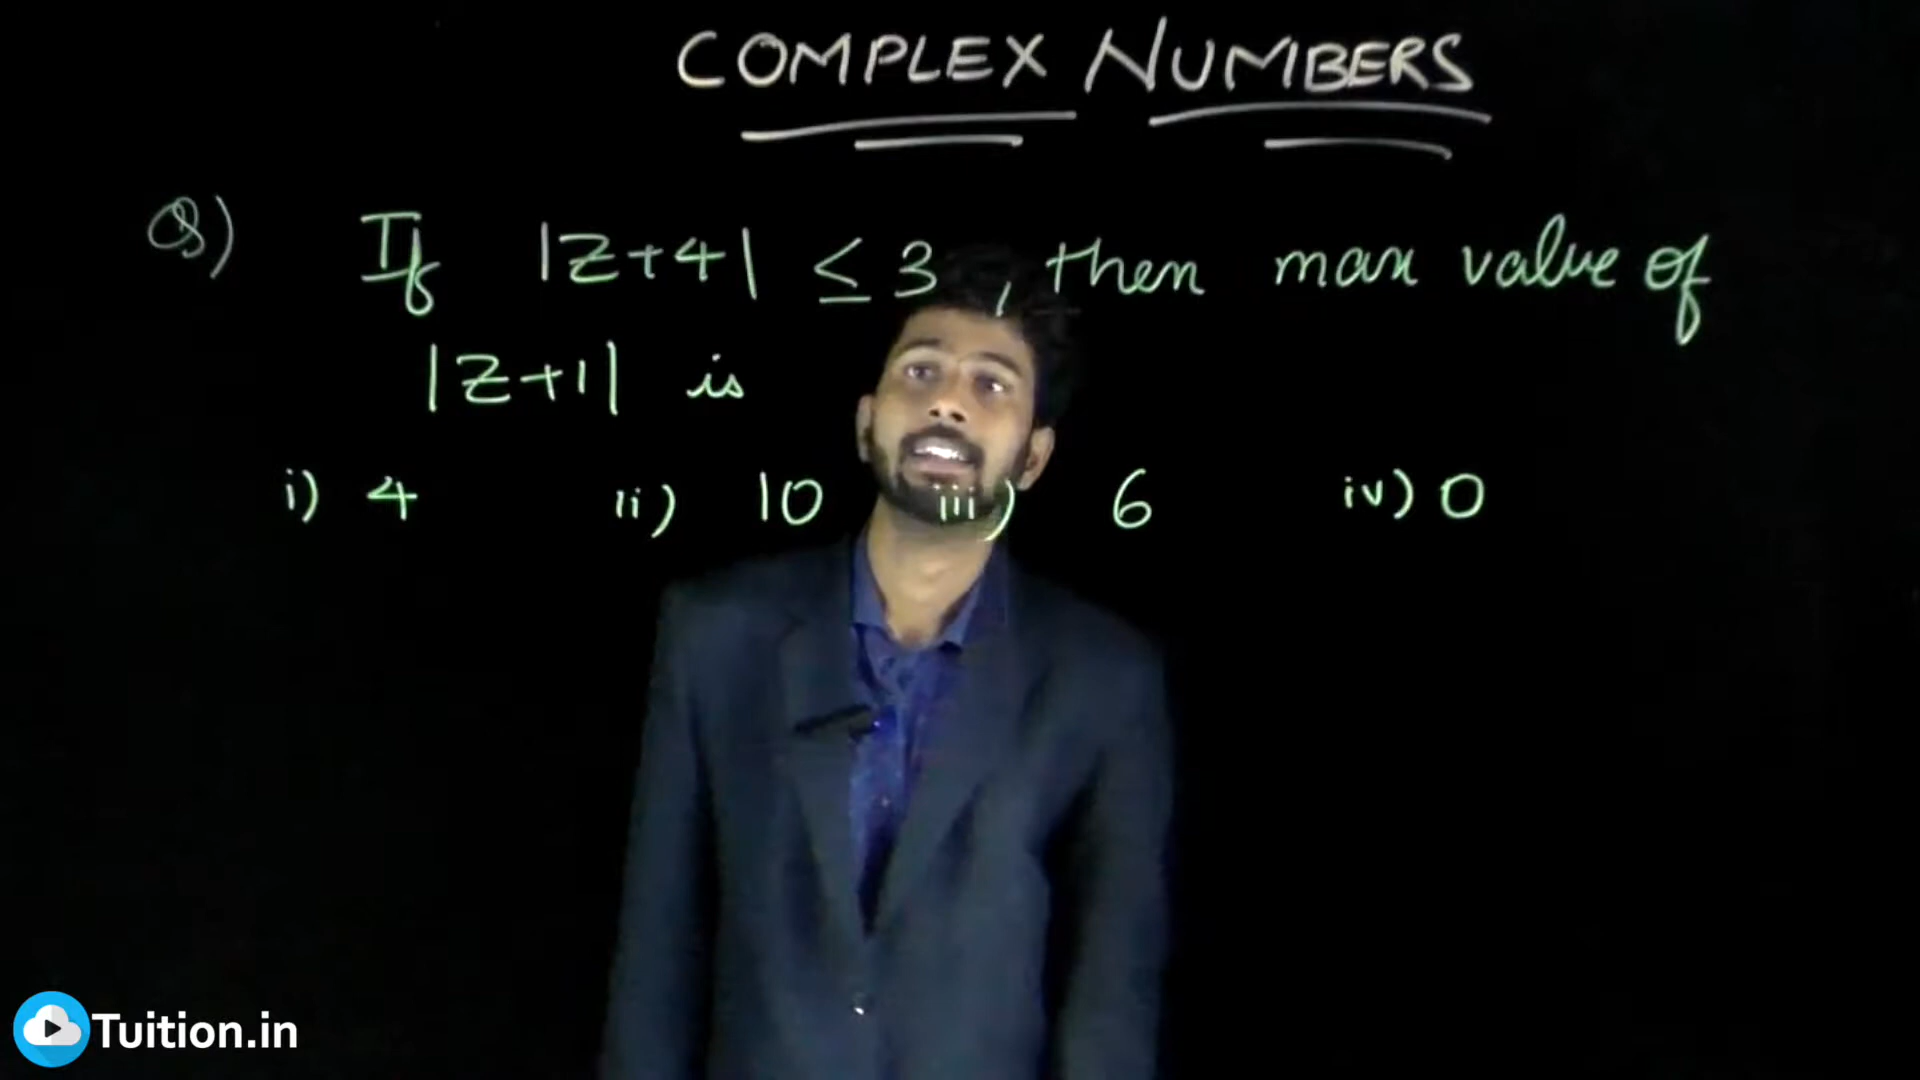 COMPLEX NUMBERS
Q) If |Z+4| ≤ 3, then max value of
|Z+1| is
i) 4 ii) 10 iii) 6 iv) 0
Tuition.in